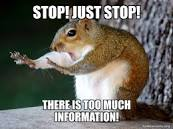 STOP! JUST STOP!
THERE IS TOO MUCH
INFORMATION!